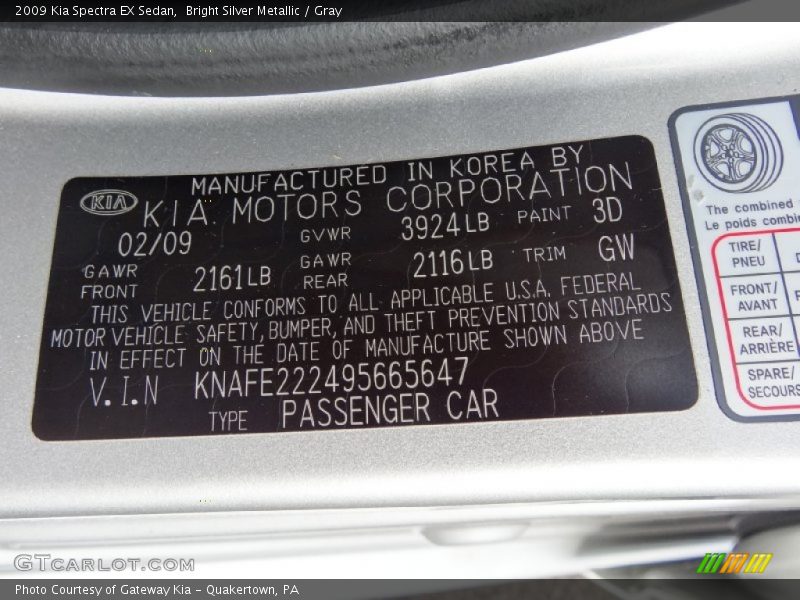 2009 Kia Spectra EX Sedan, Bright Silver Metallic / Gray
KIA
MANUFACTURED IN KOREA BY
KIA MOTORS CORPORATION
02/09 GVWR 3924LB PAINT 3D
GAWR FRONT 2161LB GAWR REAR 2116LB TRIM GW
THIS VEHICLE CONFORMS TO ALL APPLICABLE U.S.A. FEDERAL
MOTOR VEHICLE SAFETY, BUMPER, AND THEFT PREVENTION STANDARDS
IN EFFECT ON THE DATE OF MANUFACTURE SHOWN ABOVE
V.I.N KNAFE222495665647
TYPE PASSENGER CAR
The combined
Le poids combi
TIRE/
PNEU
FRONT/
AVANT
REAR/
ARRIÈRE
SPARE/
SECOURS
GTCARLOT.COM
Photo Courtesy of Gateway Kia - Quakertown, PA